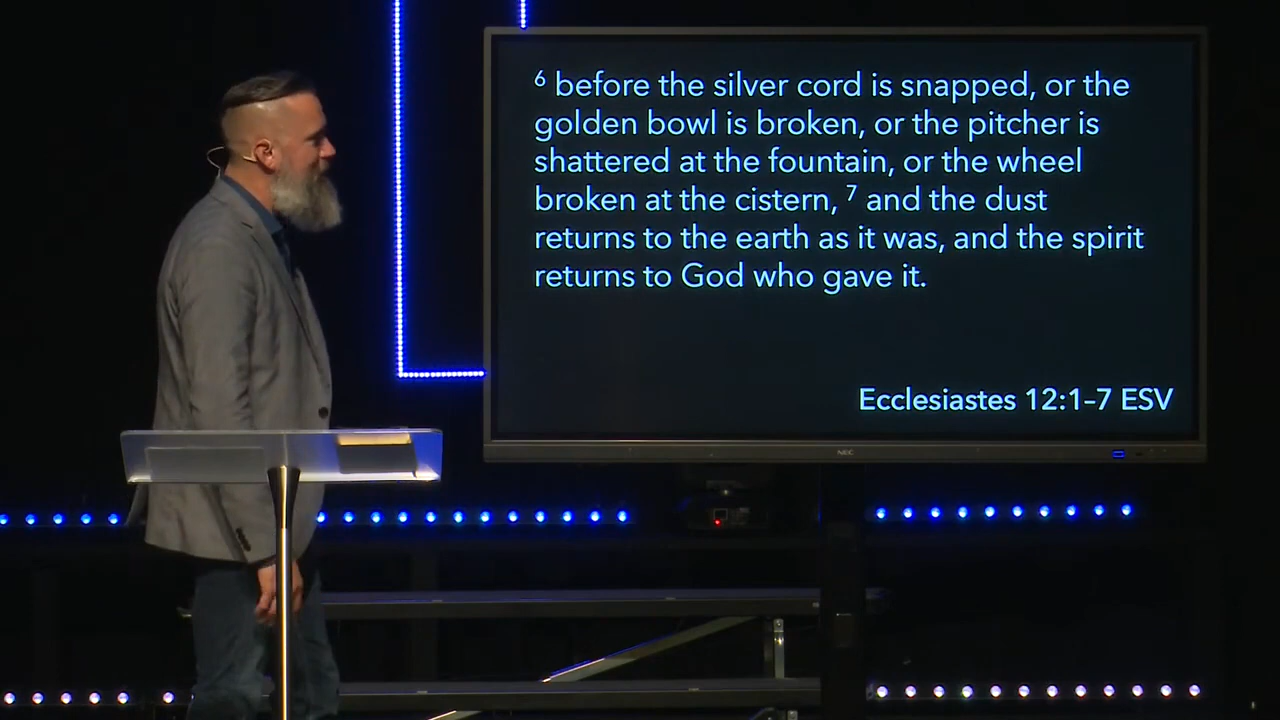 ⁶ before the silver cord is snapped, or the
golden bowl is broken, or the pitcher is
shattered at the fountain, or the wheel
broken at the cistern, ⁷ and the dust
returns to the earth as it was, and the spirit
returns to God who gave it.
Ecclesiastes 12:1–7 ESV
NEC